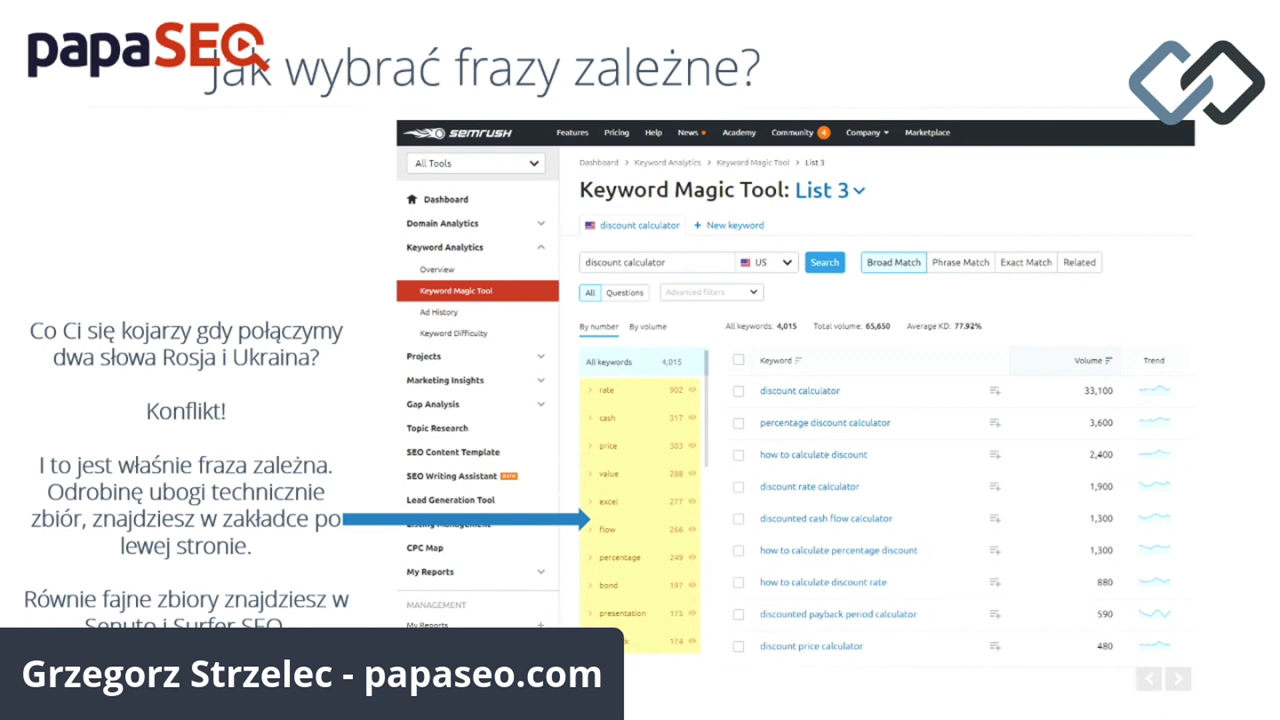 papaSEO
Jak wybrać frazy zależne?
SEMRUSH
Features Pricing Help News Academy Community 4 Company Marketplace
All Tools
Dashboard
Domain Analytics
Keyword Analytics
Overview
Keyword Magic Tool
Ad History
Keyword Difficulty
Projects
Marketing Insights
Gap Analysis
Topic Research
SEO Content Template
SEO Writing Assistant BETA
Lead Generation Tool
Listing Management
CPC Map
My Reports
MANAGEMENT
My Reports +
Dashboard > Keyword Analytics > Keyword Magic Tool > List 3
Keyword Magic Tool: List 3
discount calculator + New keyword
discount calculator US Search Broad Match Phrase Match Exact Match Related
All Questions Advanced filters
By number By volume All keywords: 4,015 Total volume: 65,650 Average KD: 77.92%
All keywords 4,015
rate 902
cash 317
price 303
value 288
excel 277
flow 266
percentage 249
bond 197
presentation 175
174
Keyword Volume Trend
discount calculator 33,100
percentage discount calculator 3,600
how to calculate discount 2,400
discount rate calculator 1,900
discounted cash flow calculator 1,300
how to calculate percentage discount 1,300
how to calculate discount rate 880
discounted payback period calculator 590
discount price calculator 480
Co Ci się kojarzy gdy połączymy
dwa słowa Rosja i Ukraina?
Konflikt!
I to jest właśnie fraza zależna.
Odrobinę ubogi technicznie
zbiór, znajdziesz w zakładce po
lewej stronie.
Równie fajne zbiory znajdziesz w
Senuto i Surfer SEO
Grzegorz Strzelec - papaseo.com